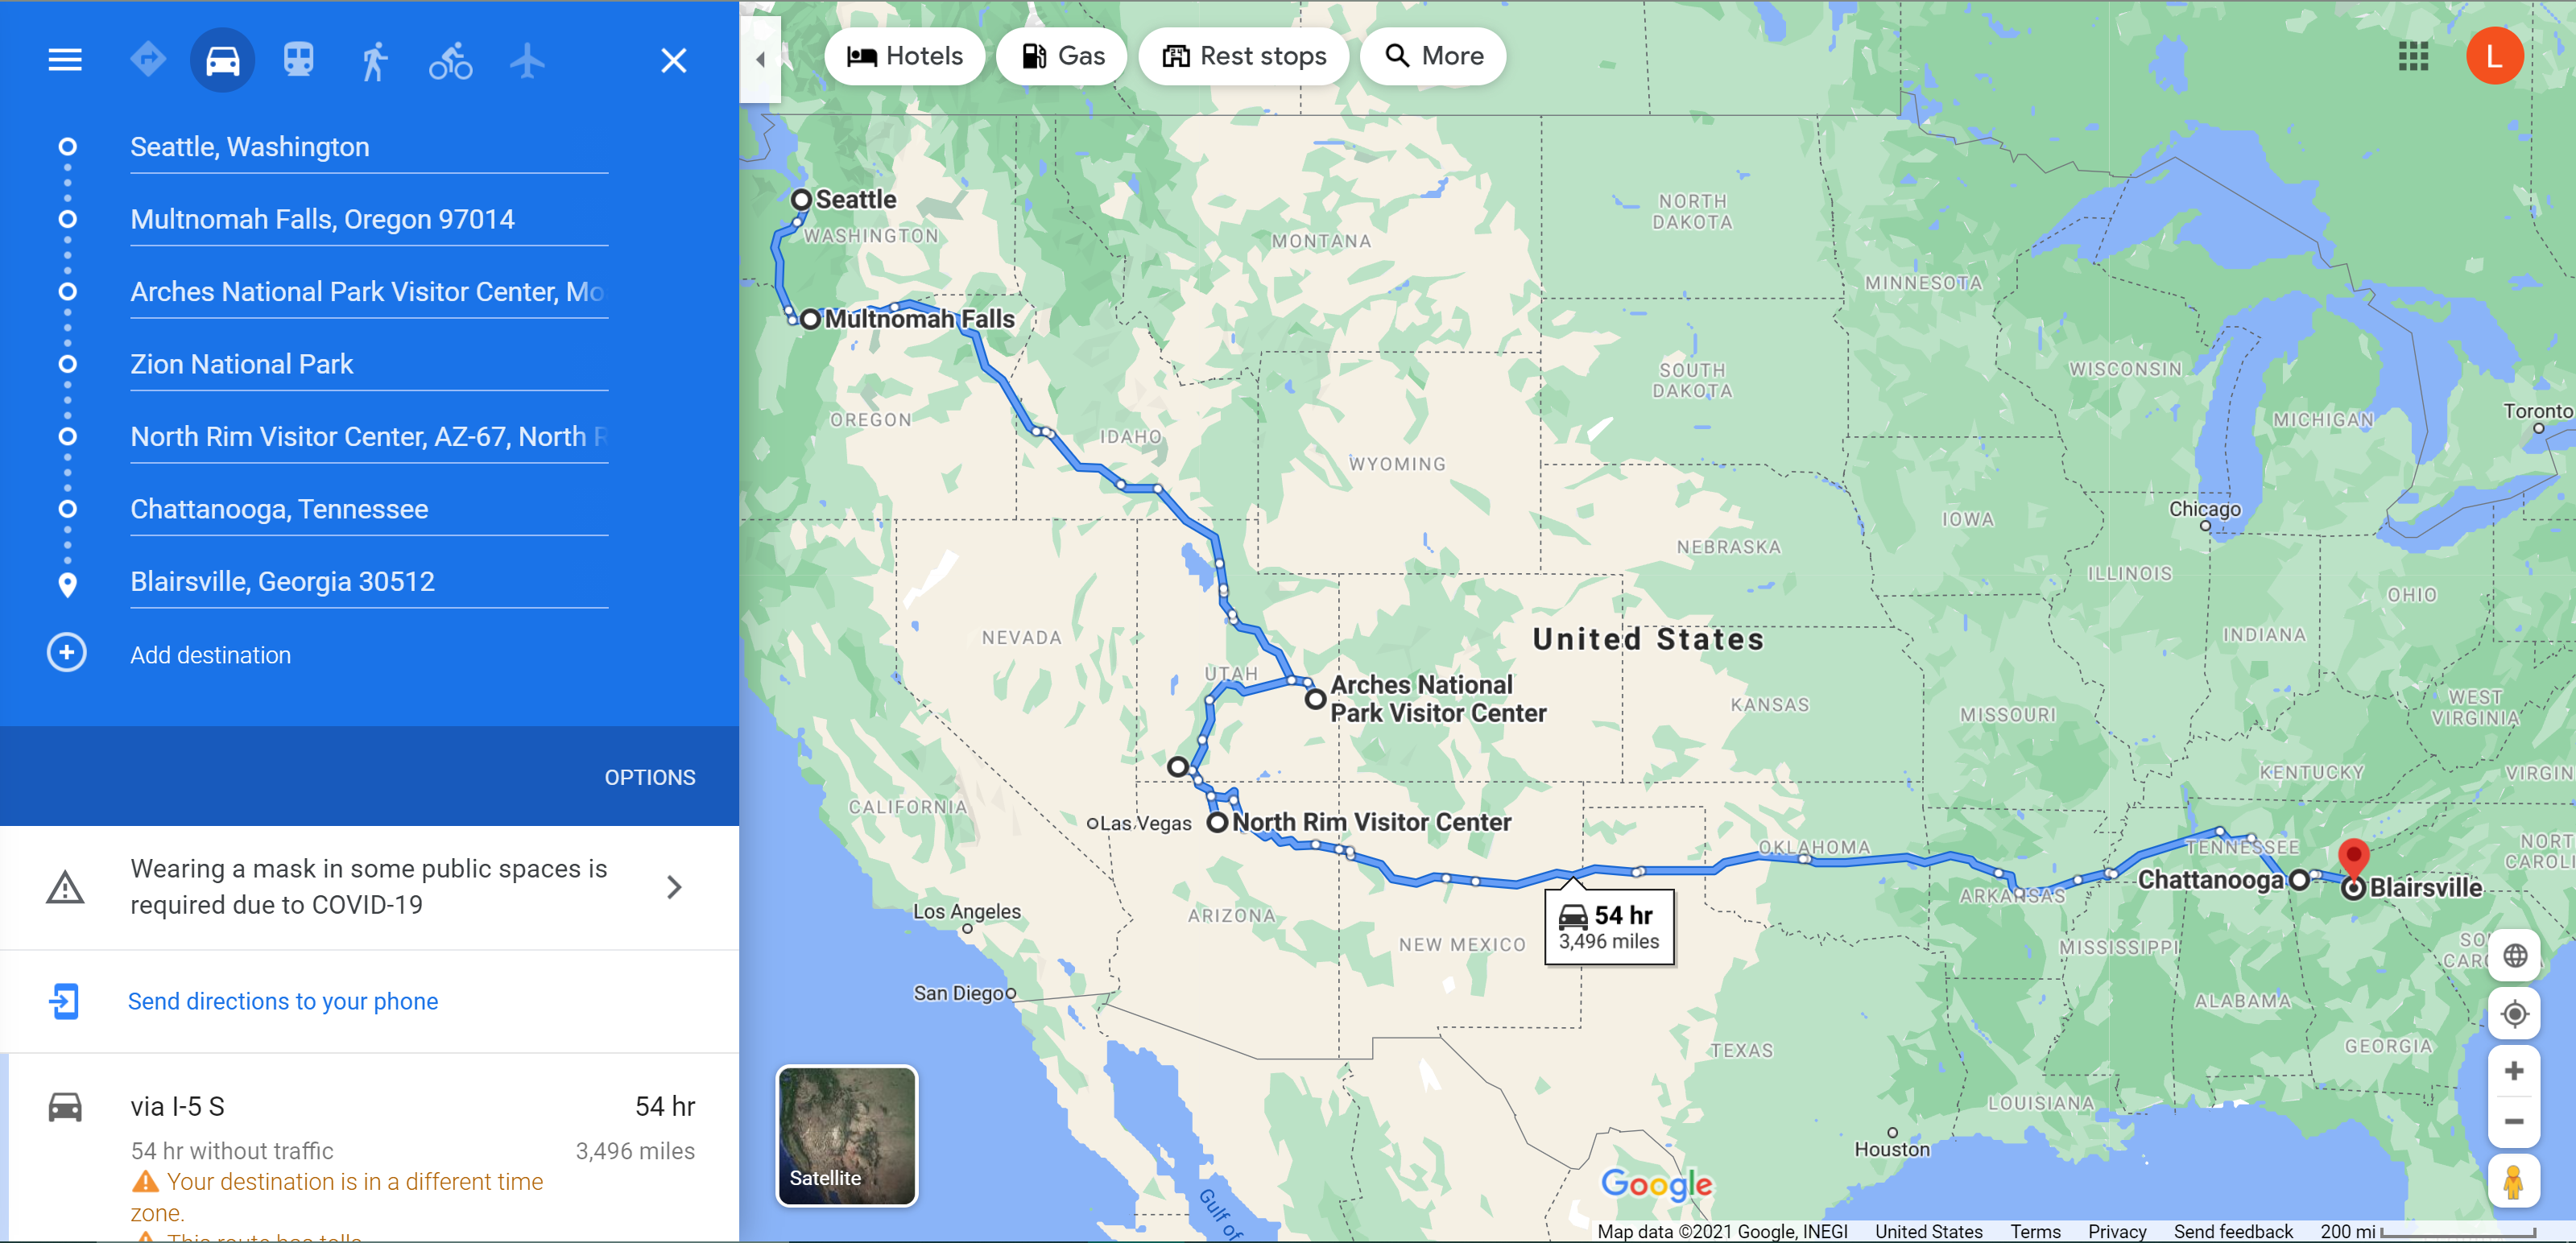 Seattle, Washington
Multnomah Falls, Oregon 97014
Arches National Park Visitor Center, Mo
Zion National Park
North Rim Visitor Center, AZ-67, North R
Chattanooga, Tennessee
Blairsville, Georgia 30512
Add destination
OPTIONS
Wearing a mask in some public spaces is
required due to COVID-19
Send directions to your phone
via I-5 S
54 hr
54 hr without traffic
3,496 miles
Your destination is in a different time
zone.
This route has tolls.
Hotels
Gas
Rest stops
More
L
Seattle
WASHINGTON
Multnomah Falls
OREGON
IDAHO
MONTANA
NORTH
DAKOTA
MINNESOTA
SOUTH
DAKOTA
WISCONSIN
MICHIGAN
Toronto
WYOMING
Chicago
IOWA
NEBRASKA
ILLINOIS
OHIO
INDIANA
NEVADA
UTAH
United States
Arches National
Park Visitor Center
KANSAS
MISSOURI
WEST
VIRGINIA
KENTUCKY
VIRGIN
CALIFORNIA
Las Vegas
North Rim Visitor Center
OKLAHOMA
TENNESSEE
NORT
CAROLI
Chattanooga
Blairsville
ARKANSAS
Los Angeles
ARIZONA
NEW MEXICO
54 hr
3,496 miles
MISSISSIPPI
SO
CAR
San Diego
ALABAMA
GEORGIA
TEXAS
LOUISIANA
Houston
Satellite
Gulf of
Google
Map data ©2021 Google, INEGI
United States
Terms
Privacy
Send feedback
200 mi